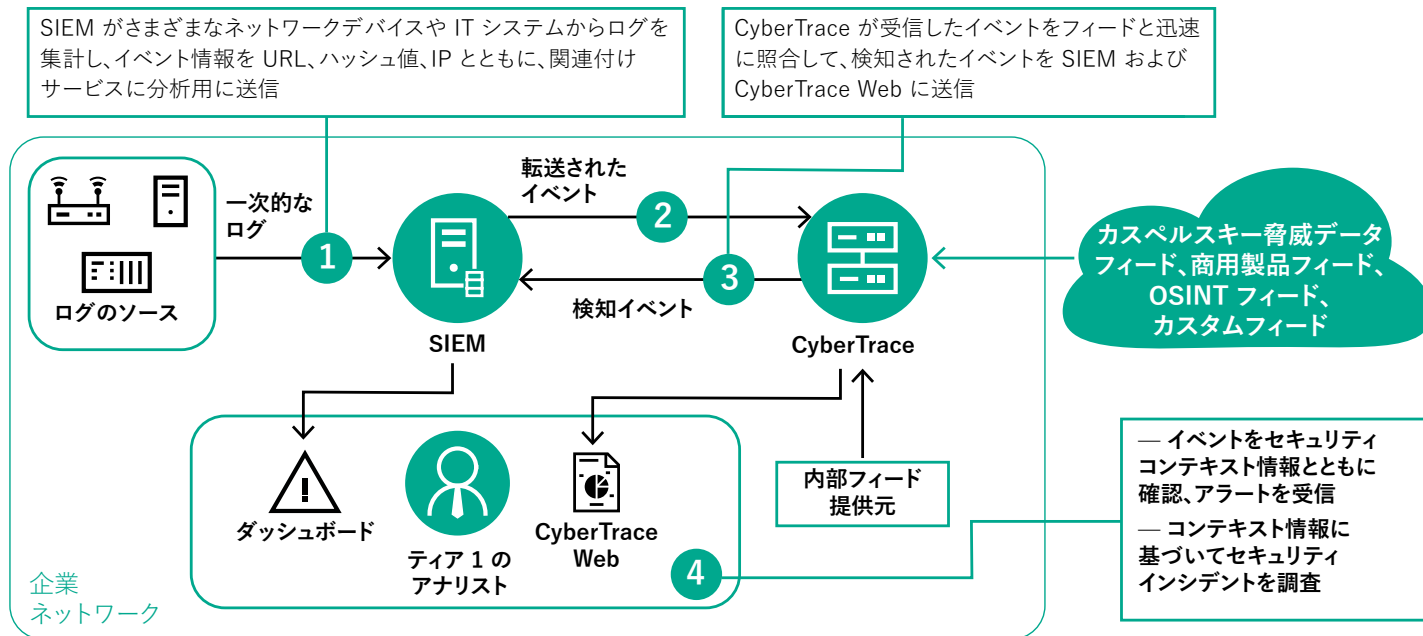 SIEM がさまざまなネットワークデバイスや IT システムからログを
集計し、イベント情報を URL、ハッシュ値、IP とともに、関連付け
サービスに分析用に送信
CyberTrace が受信したイベントをフィードと迅速
に照合して、検知されたイベントを SIEM および
CyberTrace Web に送信
一次的な
ログ
1
ログのソース
転送された
イベント
2
3
検知イベント
SIEM
CyberTrace
カスペルスキー脅威データ
フィード、商用製品フィード、
OSINT フィード、
カスタムフィード
ダッシュボード
ティア 1 の
アナリスト
CyberTrace
Web
4
内部フィード
提供元
— イベントをセキュリティ
コンテキスト情報とともに
確認、アラートを受信
— コンテキスト情報に
基づいてセキュリティ
インシデントを調査
企業
ネットワーク